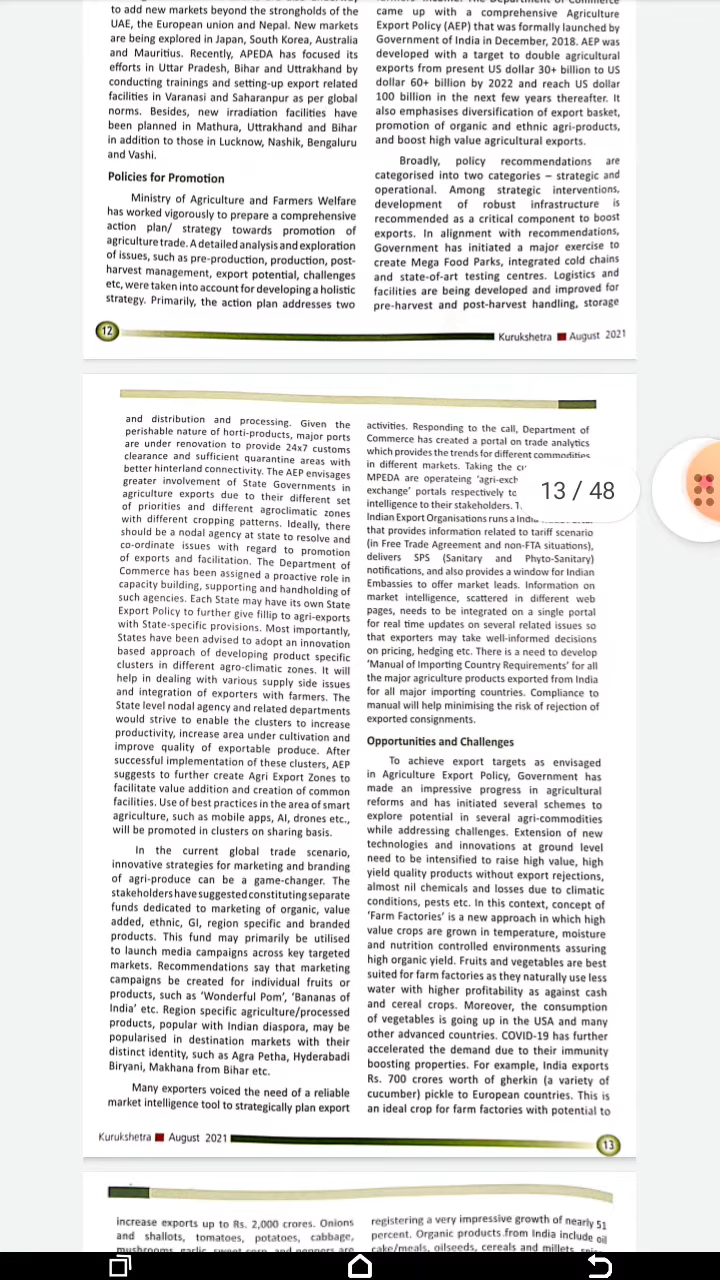 to add new markets beyond the strongholds of the
UAE, the European union and Nepal. New markets
are being explored in Japan, South Korea, Australia
and Mauritius. Recently, APEDA has focused its
efforts in Uttar Pradesh, Bihar and Uttrakhand by
conducting trainings and setting-up export related
facilities in Varanasi and Saharanpur as per global
norms. Besides, new irradiation facilities have
been planned in Mathura, Uttrakhand and Bihar
in addition to those in Lucknow, Nashik, Bengaluru
and Vashi.
Policies for Promotion
Ministry of Agriculture and Farmers Welfare
has worked vigorously to prepare a comprehensive
action plan/ strategy towards promotion of
agriculture trade. A detailed analysis and exploration
of issues, such as pre-production, production, post-
harvest management, export potential, challenges
etc, were taken into account for developing a holistic
strategy. Primarily, the action plan addresses two
came up with a comprehensive Agriculture
Export Policy (AEP) that was formally launched by
Government of India in December, 2018. AEP was
developed with a target to double agricultural
exports from present US dollar 30+ billion to US
dollar 60+ billion by 2022 and reach US dollar
100 billion in the next few years thereafter. It
also emphasises diversification of export basket,
promotion of organic and ethnic agri-products,
and boost high value agricultural exports.
Broadly, policy recommendations are
categorised into two categories – strategic and
operational. Among strategic interventions,
development of robust infrastructure is
recommended as a critical component to boost
exports. In alignment with recommendations,
Government has initiated a major exercise to
create Mega Food Parks, integrated cold chains
and state-of-art testing centres. Logistics and
facilities are being developed and improved for
pre-harvest and post-harvest handling, storage
12
Kurukshetra August 2021
and distribution and processing. Given the
perishable nature of horti-products, major ports
are under renovation to provide 24x7 customs
clearance and sufficient quarantine areas with
better hinterland connectivity. The AEP envisages
greater involvement of State Governments in
agriculture exports due to their different set
of priorities and different agroclimatic zones
with different cropping patterns. Ideally, there
should be a nodal agency at state to resolve and
co-ordinate issues with regard to promotion
of exports and facilitation. The Department of
Commerce has been assigned a proactive role in
capacity building, supporting and handholding of
such agencies. Each State may have its own State
Export Policy to further give fillip to agri-exports
with State-specific provisions. Most importantly,
States have been advised to adopt an innovation
based approach of developing product specific
clusters in different agro-climatic zones. It will
help in dealing with various supply side issues
and integration of exporters with farmers. The
State level nodal agency and related departments
would strive to enable the clusters to increase
productivity, increase area under cultivation and
improve quality of exportable produce. After
successful implementation of these clusters, AEP
suggests to further create Agri Export Zones to
facilitate value addition and creation of common
facilities. Use of best practices in the area of smart
agriculture, such as mobile apps, AI, drones etc.,
will be promoted in clusters on sharing basis.
In the current global trade scenario,
innovative strategies for marketing and branding
of agri-produce can be a game-changer. The
stakeholders have suggested constituting separate
funds dedicated to marketing of organic, value
added, ethnic, GI, region specific and branded
products. This fund may primarily be utilised
to launch media campaigns across key targeted
markets. Recommendations say that marketing
campaigns be created for individual fruits or
products, such as ‘Wonderful Pom’, ‘Bananas of
India’ etc. Region specific agriculture/processed
products, popular with Indian diaspora, may be
popularised in destination markets with their
distinct identity, such as Agra Petha, Hyderabadi
Biryani, Makhana from Bihar etc.
Many exporters voiced the need of a reliable
market intelligence tool to strategically plan export
activities. Responding to the call, Department of
Commerce has created a portal on trade analytics
which provides the trends for different commodities
in different markets. Taking the
MPEDA are operateing ‘agri-exch
exchange’ portals respectively to
intelligence to their stakeholders.
Indian Export Organisations runs a
that provides information related to tariff scenario
(in Free Trade Agreement and non-FTA situations),
delivers SPS (Sanitary and Phyto-Sanitary)
notifications, and also provides a window for Indian
Embassies to offer market leads. Information on
market intelligence, scattered in different web
pages, needs to be integrated on a single portal
for real time updates on several related issues so
that exporters may take well-informed decisions
on pricing, hedging etc. There is a need to develop
‘Manual of Importing Country Requirements’ for all
the major agriculture products exported from India
for all major importing countries. Compliance to
manual will help minimising the risk of rejection of
exported consignments.
Opportunities and Challenges
To achieve export targets as envisaged
in Agriculture Export Policy, Government has
made an impressive progress in agricultural
reforms and has initiated several schemes to
explore potential in several agri-commodities
while addressing challenges. Extension of new
technologies and innovations at ground level
need to be intensified to raise high value, high
yield quality products without export rejections,
almost nil chemicals and losses due to climatic
conditions, pests etc. In this context, concept of
‘Farm Factories’ is a new approach in which high
value crops are grown in temperature, moisture
and nutrition controlled environments assuring
high organic yield. Fruits and vegetables are best
suited for farm factories as they naturally use less
water with higher profitability as against cash
and cereal crops. Moreover, the consumption
of vegetables is going up in the USA and many
other advanced countries. COVID-19 has further
accelerated the demand due to their immunity
boosting properties. For example, India exports
Rs. 700 crores worth of gherkin (a variety of
cucumber) pickle to European countries. This is
an ideal crop for farm factories with potential to
13 / 48
Kurukshetra August 2021
13
increase exports up to Rs. 2,000 crores. Onions
and shallots, tomatoes, potatoes, cabbage,
registering a very impressive growth of nearly 51
percent. Organic products from India include oil
cake/meals, oilseeds, cereals and millets,